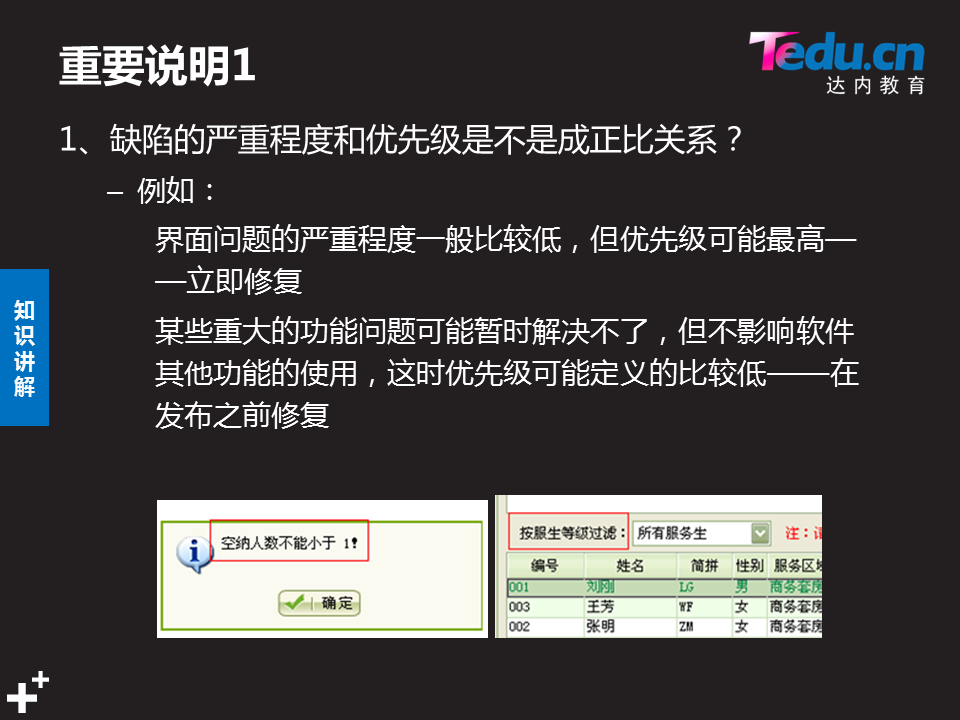 重要说明1
Tedu.cn
达内教育
1、缺陷的严重程度和优先级是不是成正比关系？
– 例如：
界面问题的严重程度一般比较低，但优先级可能最高—
—立即修复
某些重大的功能问题可能暂时解决不了，但不影响软件
其他功能的使用，这时优先级可能定义的比较低——在
发布之前修复
知识讲解
空纳人数不能小于 1!
确定
按服生等级过滤： 所有服务生 注：
编号 姓名 简拼 性别 服务区域
001 刘刚 LG 男 商务套房
003 王芳 WF 女 商务套房
002 张明 ZM 女 商务套房